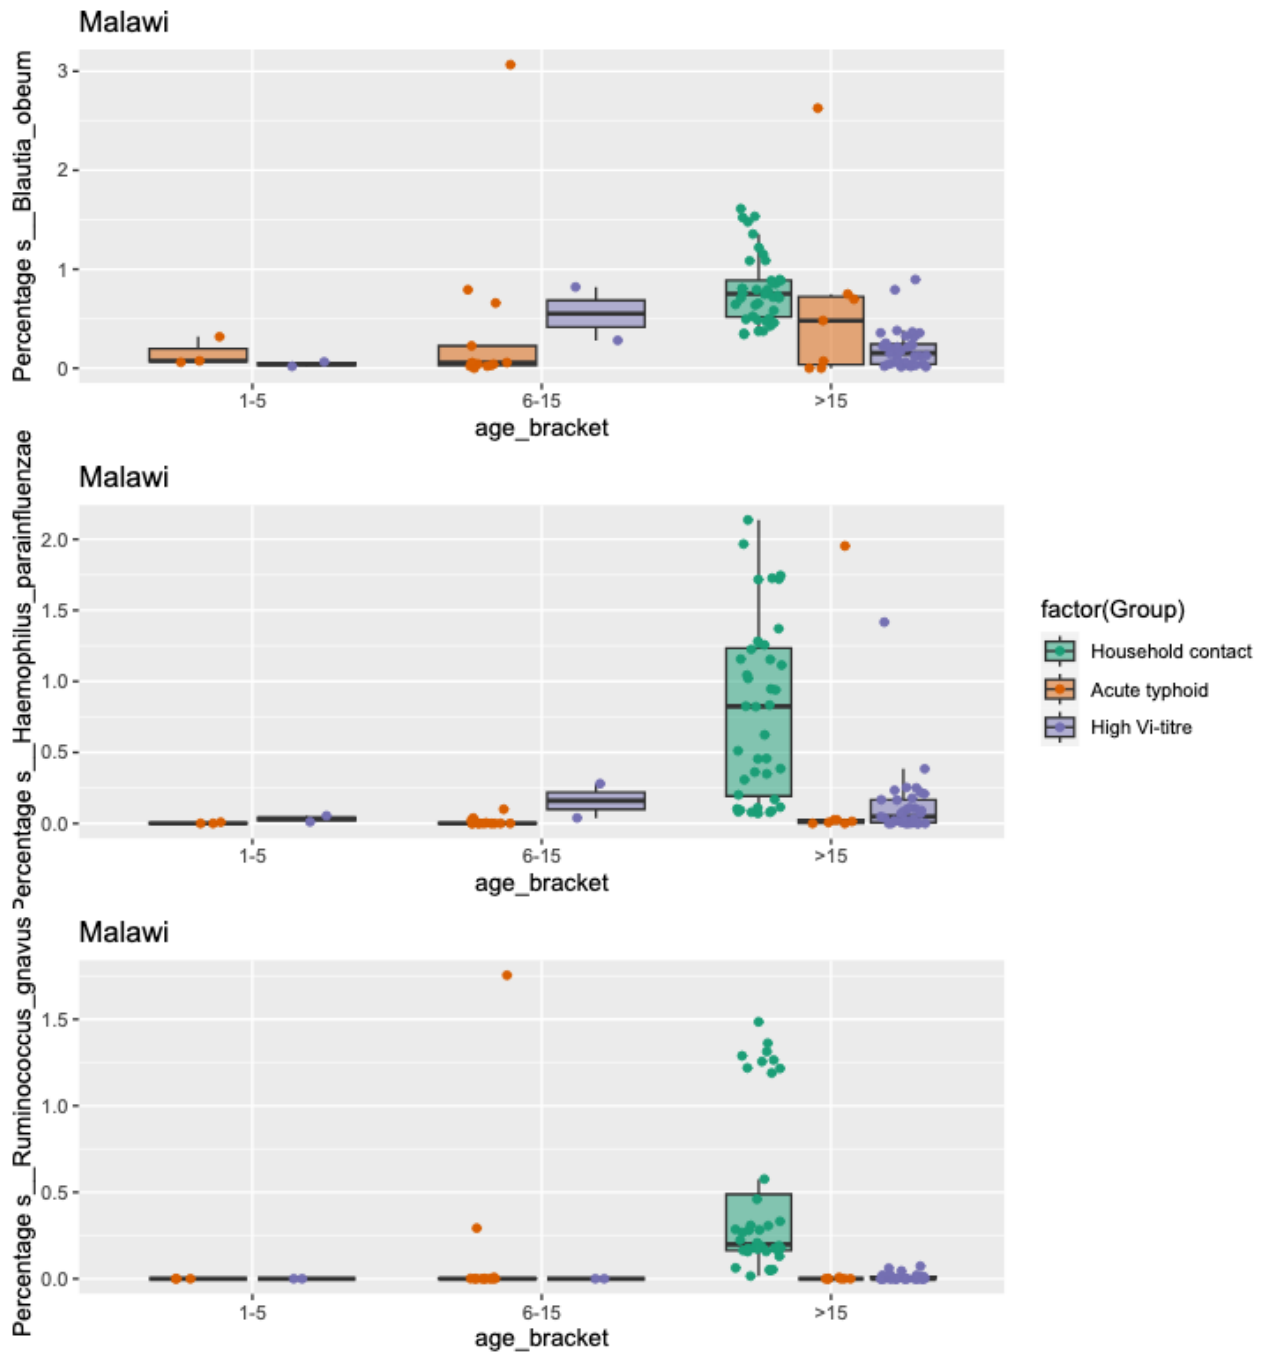 Malawi
Percentage s__Blautia_obeum
3
2
1
0
1-5
6-15
>15
age_bracket
Malawi
Percentage s__Haemophilus_parainfluenzae
2.0
1.5
1.0
0.5
0.0
1-5
6-15
>15
age_bracket
factor(Group)
Household contact
Acute typhoid
High Vi-titre
Malawi
Percentage s__Ruminococcus_gnavus
1.5
1.0
0.5
0.0
1-5
6-15
>15
age_bracket